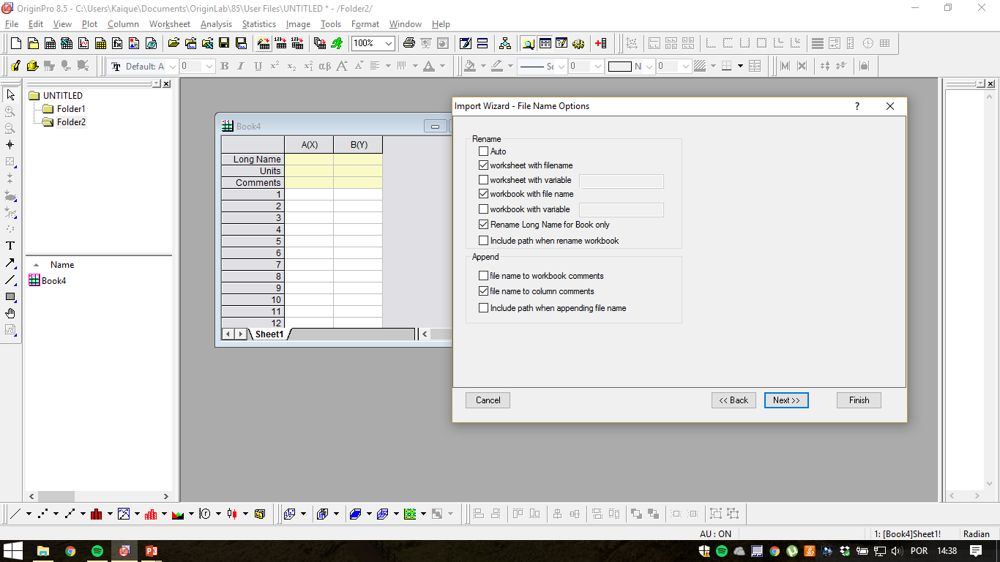 OriginPro 8.5 - C:\Users\Kaique\Documents\OriginLab\85\User Files\UNTITLED * - /Folder2/
File Edit View Plot Column Worksheet Analysis Statistics Image Tools Format Window Help
100%
Default: A 0 B I U x² x₂ αβ A A A 0 N 0
UNTITLED
Folder1
Folder2
Name
Book4
T
Book4
A(X) B(Y)
Long Name
Units
Comments
1
2
3
4
5
6
7
8
9
10
11
12
Sheet1
Import Wizard - File Name Options
?
Rename
Auto
worksheet with filename
worksheet with variable
workbook with file name
workbook with variable
Rename Long Name for Book only
Include path when rename workbook
Append
file name to workbook comments
file name to column comments
Include path when appending file name
Cancel << Back Next >> Finish
AU : ON 1: [Book4]Sheet1! Radian
POR 14:38